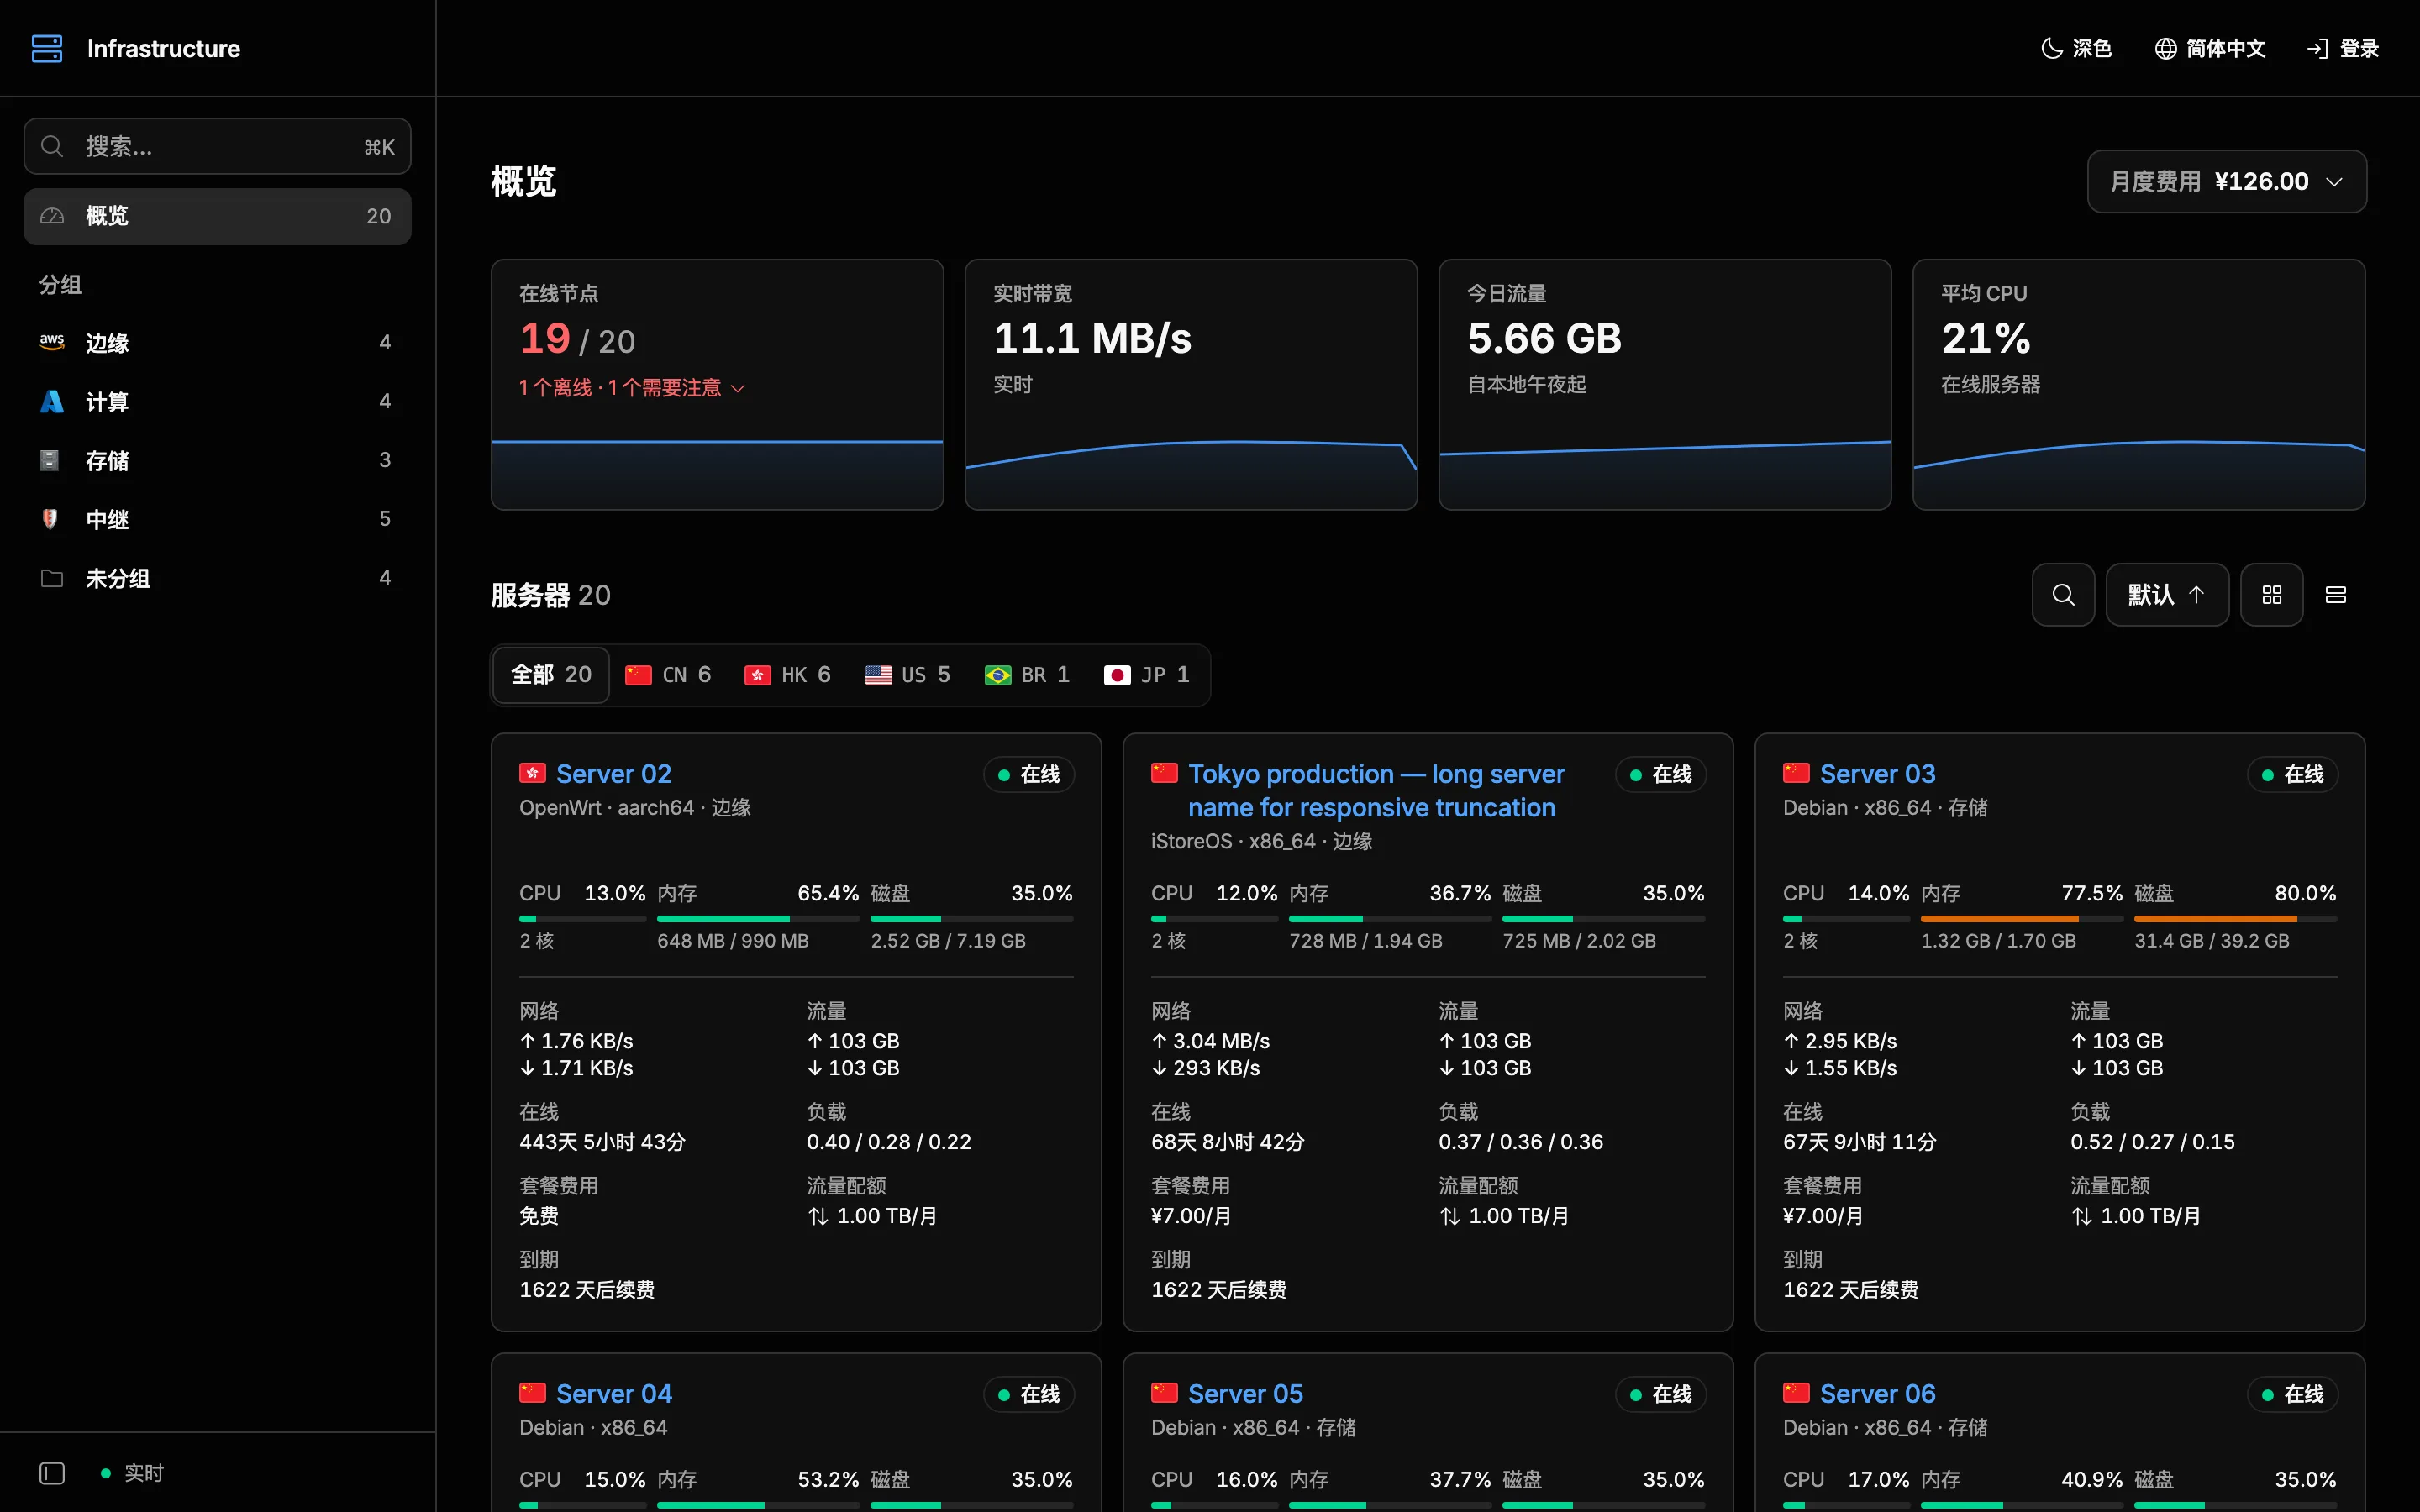 Infrastructure
深色
简体中文
登录
搜索...
⌘K
概览 20
分组
aws 边缘 4
计算 4
存储 3
中继 5
未分组 4
实时
概览
月度费用 ¥126.00
在线节点
19 / 20
1 个离线 · 1 个需要注意
实时带宽
11.1 MB/s
实时
今日流量
5.66 GB
自本地午夜起
平均 CPU
21%
在线服务器
服务器 20
默认 ↑
全部 20 CN 6 HK 6 US 5 BR 1 JP 1
Server 02
在线
OpenWrt · aarch64 · 边缘
CPU 13.0% 内存 65.4% 磁盘 35.0%
2 核 648 MB / 990 MB 2.52 GB / 7.19 GB
网络 流量
↑ 1.76 KB/s ↑ 103 GB
↓ 1.71 KB/s ↓ 103 GB
在线 负载
443天 5小时 43分 0.40 / 0.28 / 0.22
套餐费用 流量配额
免费 ↑↓ 1.00 TB/月
到期
1622 天后续费
Tokyo production — long server
name for responsive truncation
在线
iStoreOS · x86_64 · 边缘
CPU 12.0% 内存 36.7% 磁盘 35.0%
2 核 728 MB / 1.94 GB 725 MB / 2.02 GB
网络 流量
↑ 3.04 MB/s ↑ 103 GB
↓ 293 KB/s ↓ 103 GB
在线 负载
68天 8小时 42分 0.37 / 0.36 / 0.36
套餐费用 流量配额
¥7.00/月 ↑↓ 1.00 TB/月
到期
1622 天后续费
Server 03
在线
Debian · x86_64 · 存储
CPU 14.0% 内存 77.5% 磁盘 80.0%
2 核 1.32 GB / 1.70 GB 31.4 GB / 39.2 GB
网络 流量
↑ 2.95 KB/s ↑ 103 GB
↓ 1.55 KB/s ↓ 103 GB
在线 负载
67天 9小时 11分 0.52 / 0.27 / 0.15
套餐费用 流量配额
¥7.00/月 ↑↓ 1.00 TB/月
到期
1622 天后续费
Server 04
在线
Debian · x86_64
CPU 15.0% 内存 53.2% 磁盘 35.0%
Server 05
在线
Debian · x86_64 · 存储
CPU 16.0% 内存 37.7% 磁盘 35.0%
Server 06
在线
Debian · x86_64 · 存储
CPU 17.0% 内存 40.9% 磁盘 35.0%